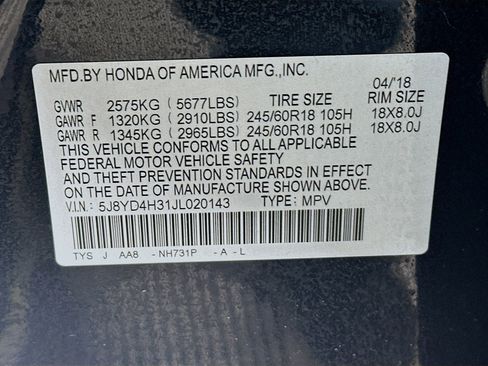 MFD.BY HONDA OF AMERICA MFG.,INC.
04/'18
GVWR 2575KG (5677LBS) TIRE SIZE RIM SIZE
GAWR F 1320KG (2910LBS) 245/60R18 105H 18X8.0J
GAWR R 1345KG (2965LBS) 245/60R18 105H 18X8.0J
THIS VEHICLE CONFORMS TO ALL APPLICABLE
FEDERAL MOTOR VEHICLE SAFETY
AND THEFT PREVENTION STANDARDS IN EFFECT
ON THE DATE OF MANUFACTURE SHOWN ABOVE.
V.I.N.: 5J8YD4H31JL020143 TYPE: MPV
TYS J AA8 -NH731P -A-L